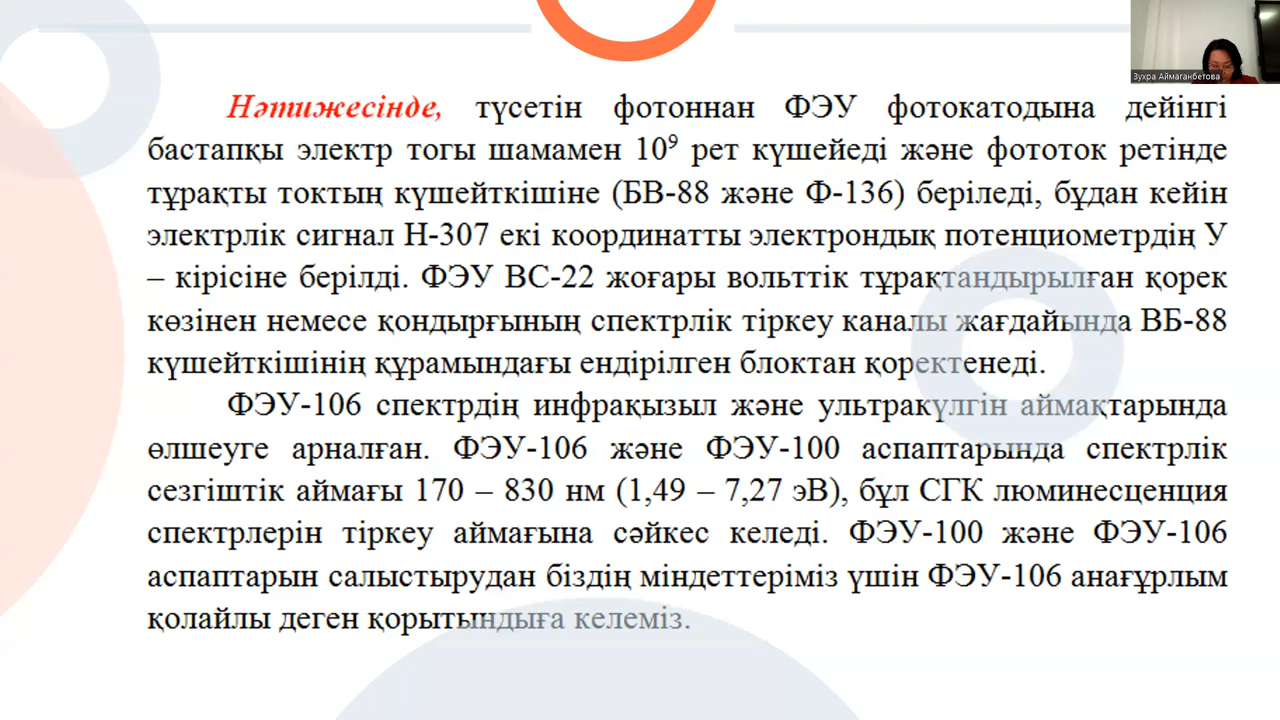 Зухра Аймаганбетова
Нәтижесінде, түсетін фотоннан ФЭУ фотокатодына дейінгі
бастапқы электр тогы шамамен 10⁹ рет күшейеді және фототок ретінде
тұрақты токтың күшейткішіне (БВ-88 және Ф-136) беріледі, бұдан кейін
электрлік сигнал Н-307 екі координатты электрондық потенциометрдің У
– кірісіне берілді. ФЭУ ВС-22 жоғары вольттік тұрақтандырылған қорек
көзінен немесе қондырғының спектрлік тіркеу каналы жағдайында ВБ-88
күшейткішінің құрамындағы ендірілген блоктан қоректенеді.
ФЭУ-106 спектрдің инфрақызыл және ультракүлгін аймақтарында
өлшеуге арналған. ФЭУ-106 және ФЭУ-100 аспаптарында спектрлік
сезгіштік аймағы 170 – 830 нм (1,49 – 7,27 эВ), бұл СГК люминесценция
спектрлерін тіркеу аймағына сәйкес келеді. ФЭУ-100 және ФЭУ-106
аспаптарын салыстырудан біздің міндеттеріміз үшін ФЭУ-106 анағұрлым
қолайлы деген қорытындыға келеміз.